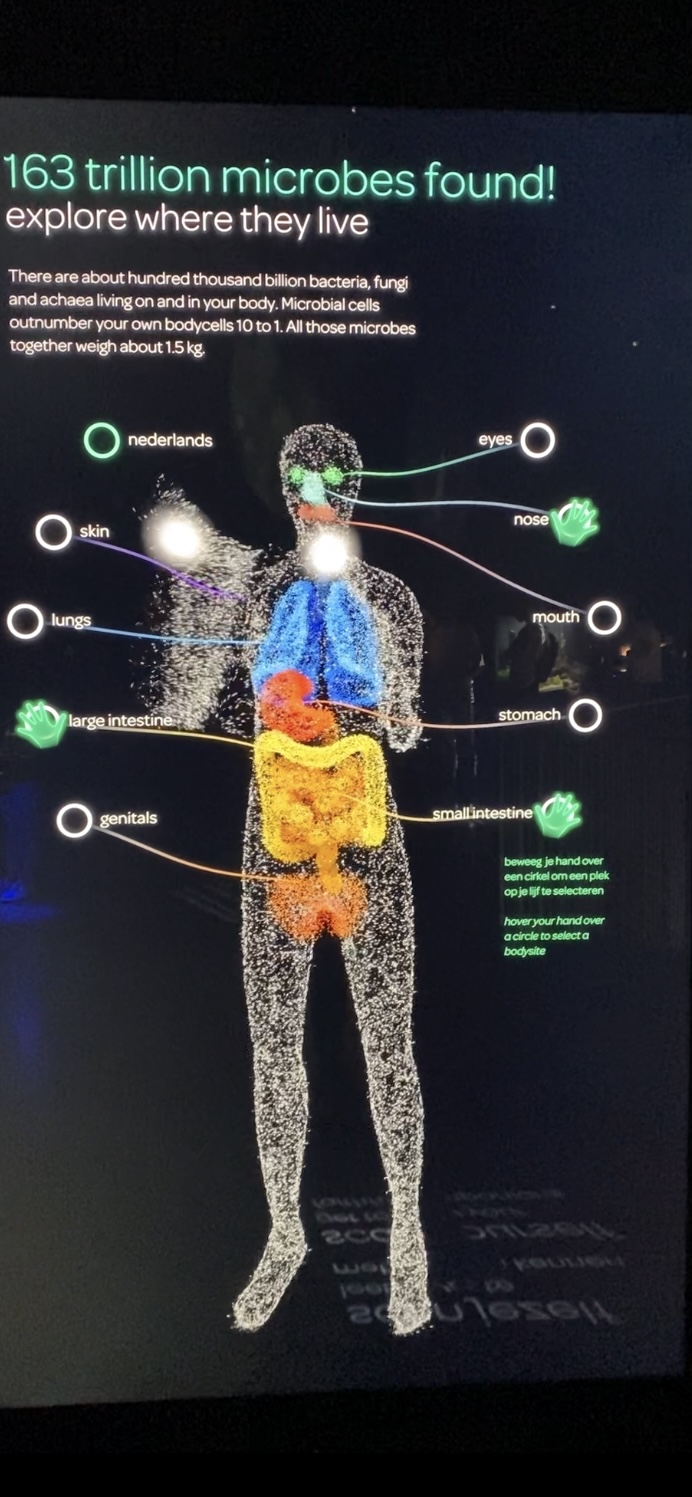 163 trillion microbes found!
explore where they live
There are about hundred thousand billion bacteria, fungi
and achaea living on and in your body. Microbial cells
outnumber your own bodycells 10 to 1. All those microbes
together weigh about 1.5 kg.
nederlands
eyes
skin
nose
lungs
mouth
large intestine
stomach
genitals
small intestine
beweeg je hand over
een cirkel om een plek
op je lijf te selecteren
hover your hand over
a circle to select a
bodysite